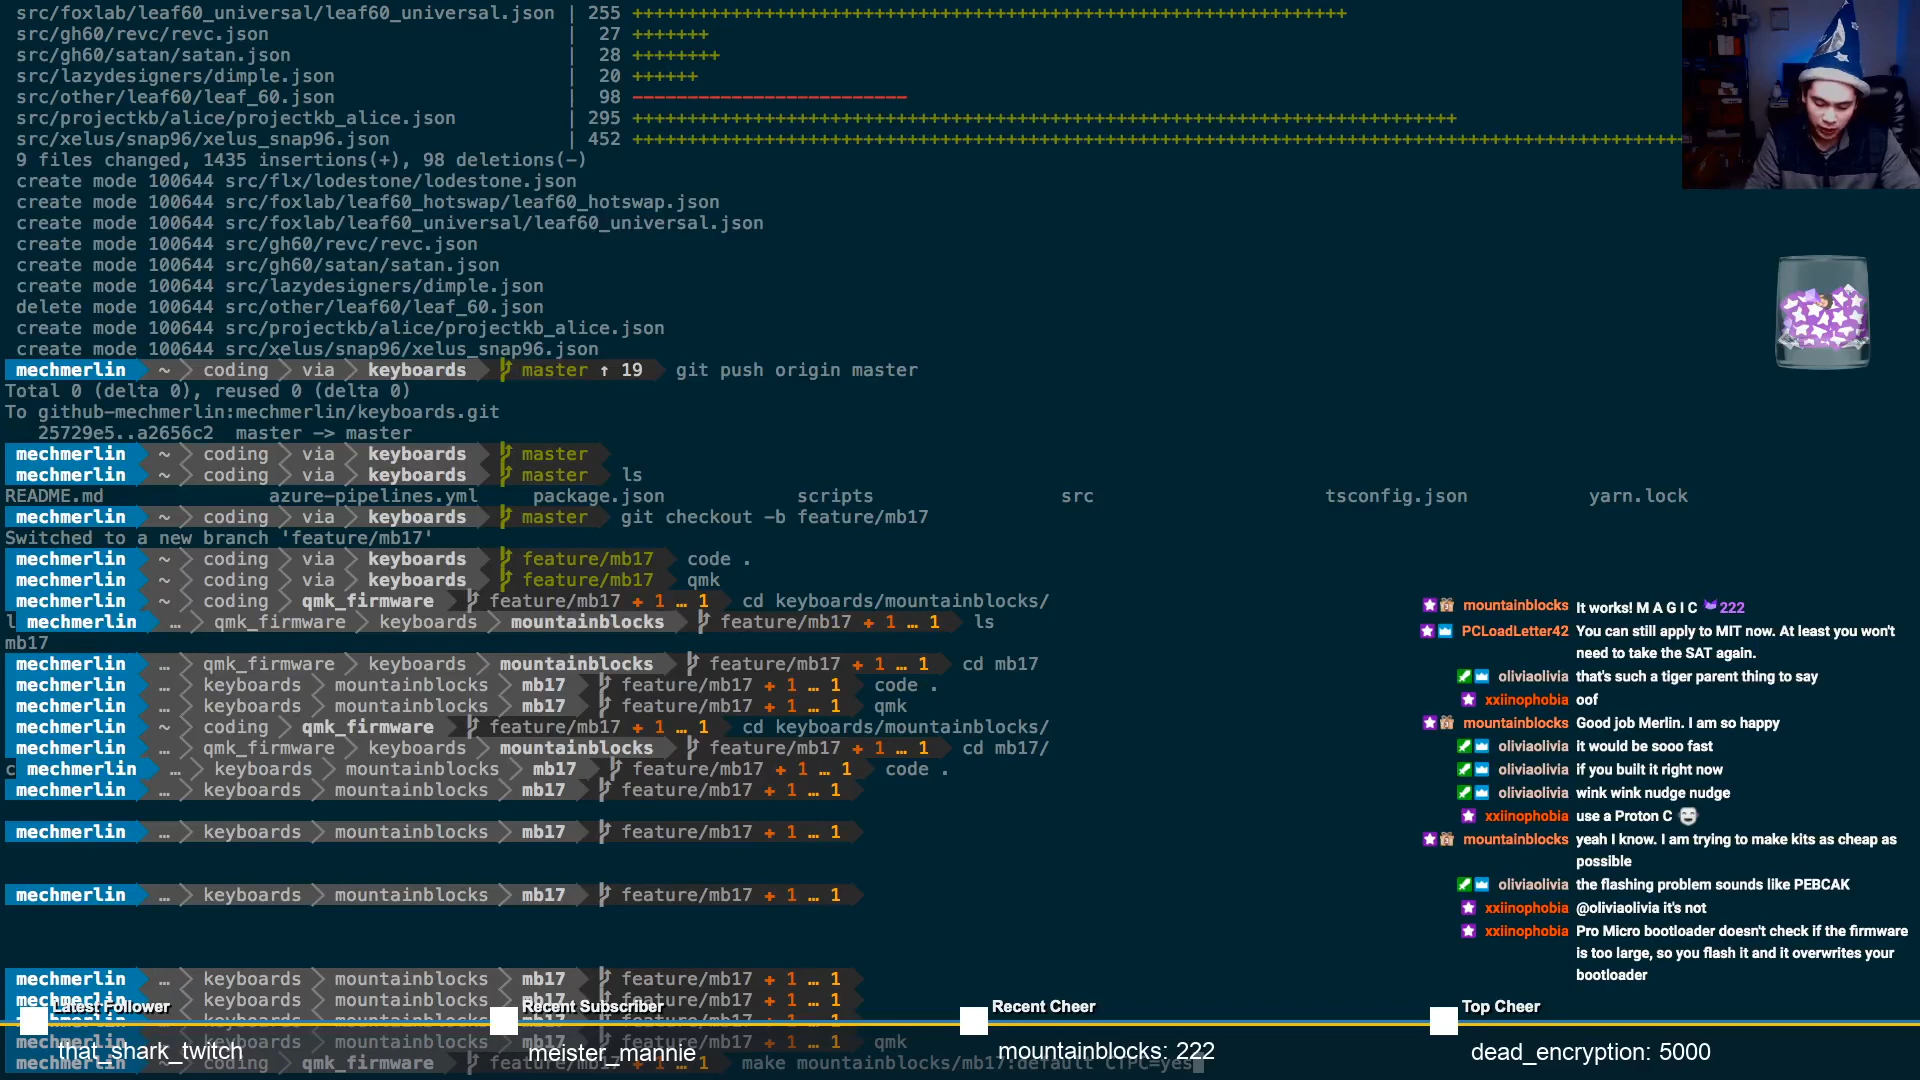 src/foxlab/leaf60_universal/leaf60_universal.json | 255 +++++++++++++++++++++++++++++++++++++++++++++++++++++++++++++++++
src/gh60/revc/revc.json | 27 +++++++
src/gh60/satan/satan.json | 28 ++++++++
src/lazydesigners/dimple.json | 20 ++++++
src/other/leaf60/leaf_60.json | 98 -------------------------
src/projectkb/alice/projectkb_alice.json | 295 +++++++++++++++++++++++++++++++++++++++++++++++++++++++++++++++++++++++++++
src/xelus/snap96/xelus_snap96.json | 452 ++++++++++++++++++++++++++++++++++++++++++++++++++++++++++++++++++++++++++++++++++++++++++++++++
9 files changed, 1435 insertions(+), 98 deletions(-)
create mode 100644 src/flx/lodestone/lodestone.json
create mode 100644 src/foxlab/leaf60_hotswap/leaf60_hotswap.json
create mode 100644 src/foxlab/leaf60_universal/leaf60_universal.json
create mode 100644 src/gh60/revc/revc.json
create mode 100644 src/gh60/satan/satan.json
create mode 100644 src/lazydesigners/dimple.json
delete mode 100644 src/other/leaf60/leaf_60.json
create mode 100644 src/projectkb/alice/projectkb_alice.json
create mode 100644 src/xelus/snap96/xelus_snap96.json
mechmerlin ~ coding via keyboards master ↑ 19 git push origin master
Total 0 (delta 0), reused 0 (delta 0)
To github-mechmerlin:mechmerlin/keyboards.git
25729e5..a2656c2 master -> master
mechmerlin ~ coding via keyboards master
mechmerlin ~ coding via keyboards master ls
README.md azure-pipelines.yml package.json scripts src tsconfig.json yarn.lock
mechmerlin ~ coding via keyboards master git checkout -b feature/mb17
Switched to a new branch 'feature/mb17'
mechmerlin ~ coding via keyboards feature/mb17 code .
mechmerlin ~ coding via keyboards feature/mb17 qmk
mechmerlin ~ coding qmk_firmware feature/mb17 + 1 … 1 cd keyboards/mountainblocks/
l mechmerlin … qmk_firmware keyboards mountainblocks feature/mb17 + 1 … 1 ls
mb17
mechmerlin … qmk_firmware keyboards mountainblocks feature/mb17 + 1 … 1 cd mb17
mechmerlin … keyboards mountainblocks mb17 feature/mb17 + 1 … 1 code .
mechmerlin … keyboards mountainblocks mb17 feature/mb17 + 1 … 1 qmk
mechmerlin ~ coding qmk_firmware feature/mb17 + 1 … 1 cd keyboards/mountainblocks/
mechmerlin … qmk_firmware keyboards mountainblocks feature/mb17 + 1 … 1 cd mb17/
c mechmerlin … keyboards mountainblocks mb17 feature/mb17 + 1 … 1 code .
mechmerlin … keyboards mountainblocks mb17 feature/mb17 + 1 … 1
mechmerlin … keyboards mountainblocks mb17 feature/mb17 + 1 … 1
mechmerlin … keyboards mountainblocks mb17 feature/mb17 + 1 … 1
mechmerlin … keyboards mountainblocks mb17 feature/mb17 + 1 … 1
mechmerlin … keyboards mountainblocks mb17 feature/mb17 + 1 … 1
mechmerlin … keyboards mountainblocks mb17 feature/mb17 + 1 … 1 qmk
mechmerlin ~ coding qmk_firmware feature/mb17 + 1 … 1 make mountainblocks/mb17:default CTPC=yes
mountainblocks It works! M A G I C 222
PCLoadLetter42 You can still apply to MIT now. At least you won't
need to take the SAT again.
oliviaolivia that's such a tiger parent thing to say
xxiinophobia oof
mountainblocks Good job Merlin. I am so happy
oliviaolivia it would be sooo fast
oliviaolivia if you built it right now
oliviaolivia wink wink nudge nudge
xxiinophobia use a Proton C
mountainblocks yeah I know. I am trying to make kits as cheap as
possible
oliviaolivia the flashing problem sounds like PEBCAK
xxiinophobia @oliviaolivia it's not
xxiinophobia Pro Micro bootloader doesn't check if the firmware
is too large, so you flash it and it overwrites your
bootloader
Latest Follower
that_shark_twitch
Recent Subscriber
meister_mannie
Recent Cheer
mountainblocks: 222
Top Cheer
dead_encryption: 5000